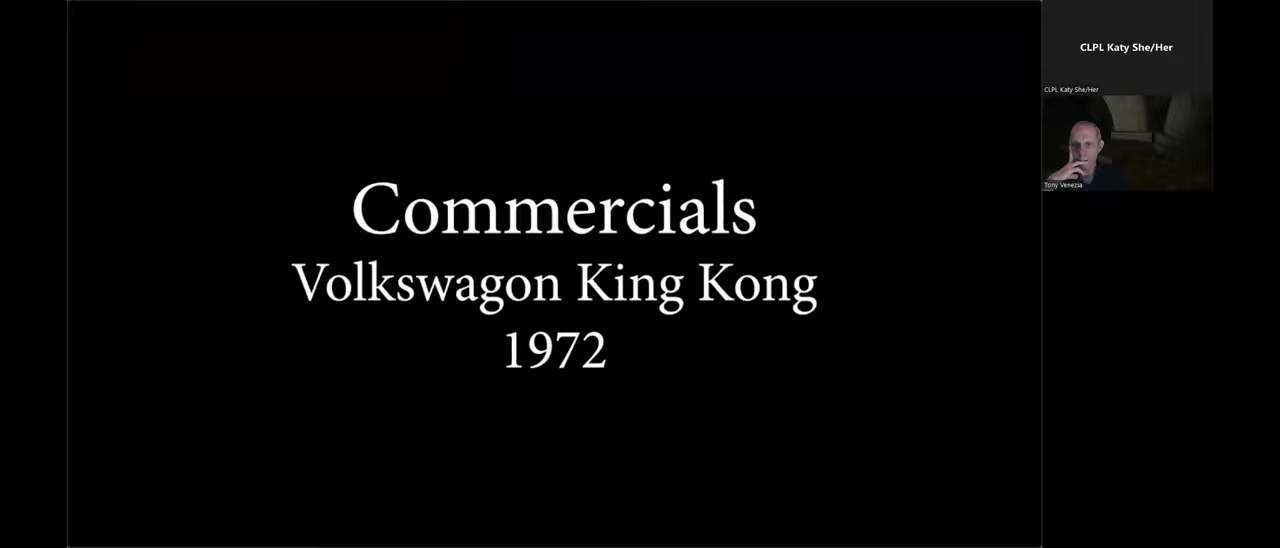 Commercials
Volkswagon King Kong
1972
CLPL Katy She/Her
CLPL Katy She/Her
Tony Venezia